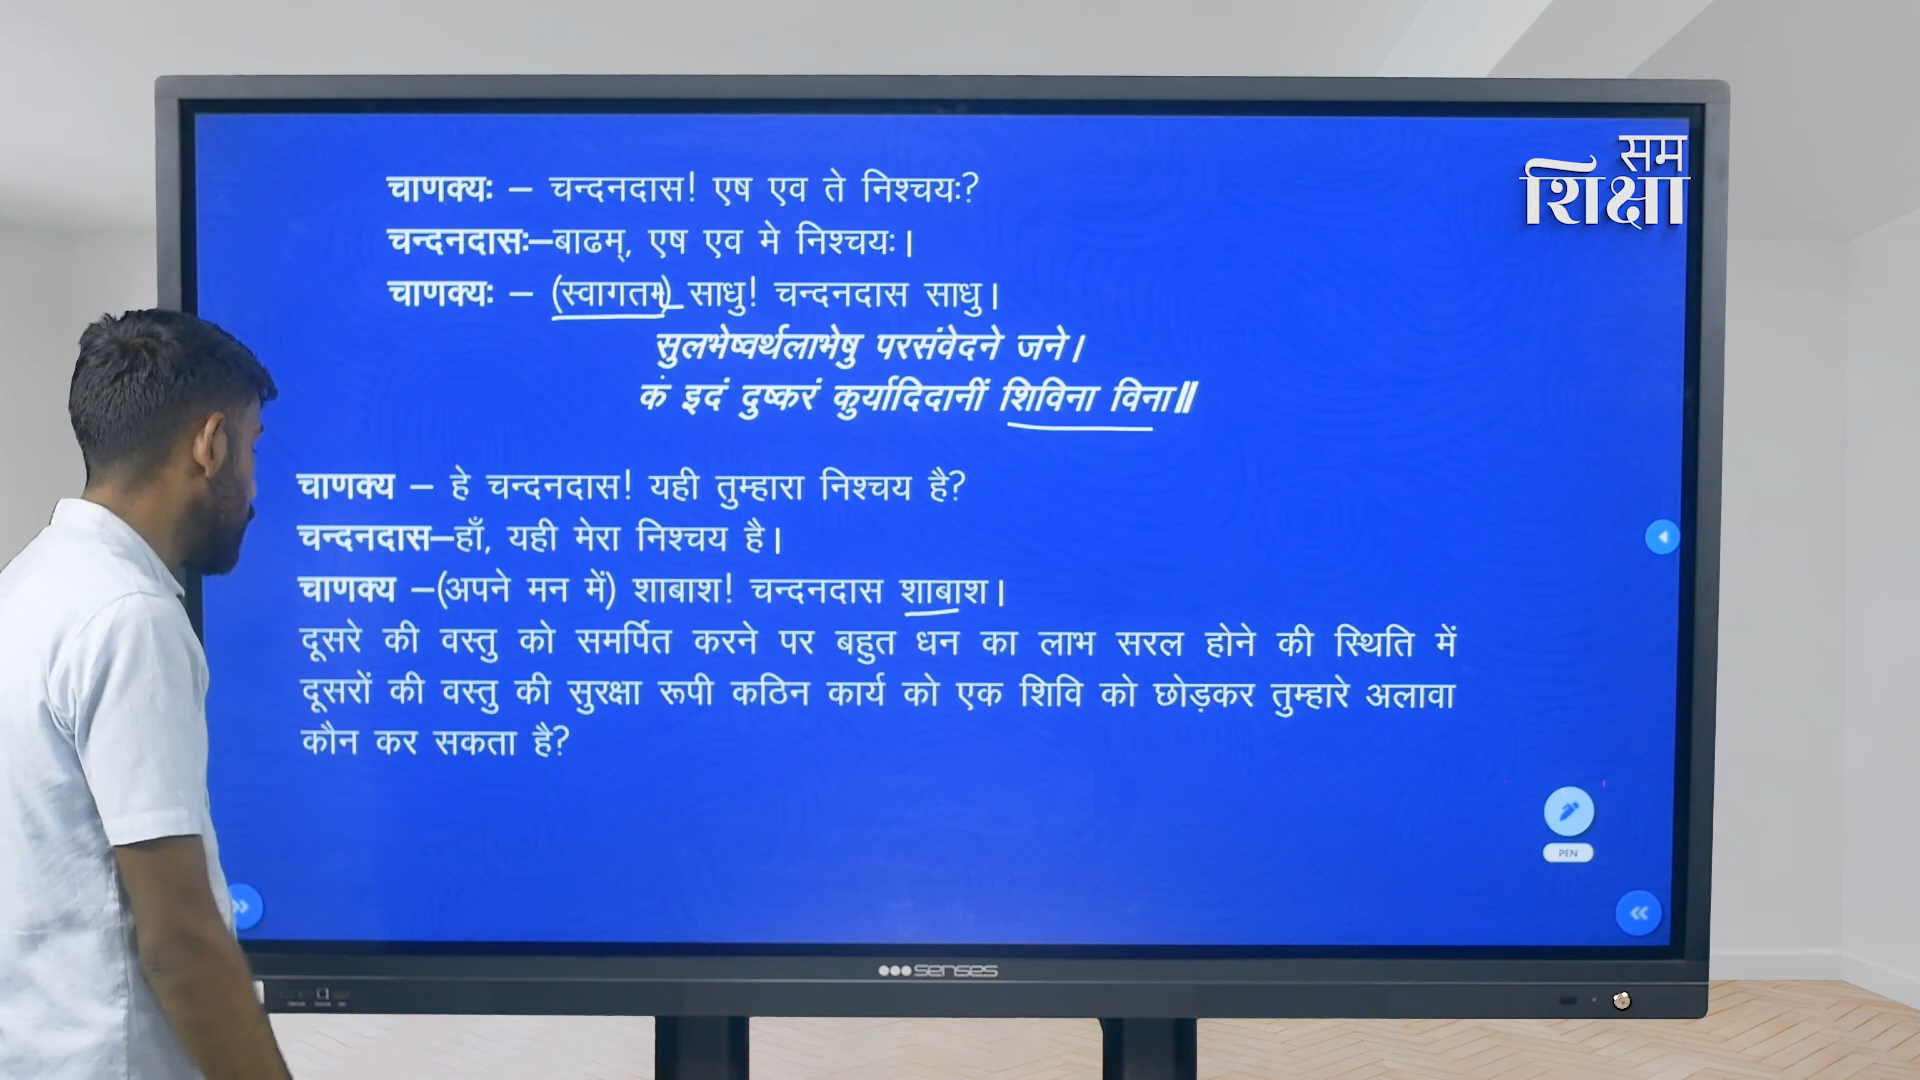 सम
शिक्षा
चाणक्यः – चन्दनदास! एष एव ते निश्चयः?
चन्दनदासः–बाढम्, एष एव मे निश्चयः।
चाणक्यः – (स्वागतम्) साधु! चन्दनदास साधु।
सुलभेष्वर्थलाभेषु परसंवेदने जने।
कं इदं दुष्करं कुर्यादिदानीं शिविना विना॥
चाणक्य – हे चन्दनदास! यही तुम्हारा निश्चय है?
चन्दनदास–हाँ, यही मेरा निश्चय है।
चाणक्य –(अपने मन में) शाबाश! चन्दनदास शाबाश।
दूसरे की वस्तु को समर्पित करने पर बहुत धन का लाभ सरल होने की स्थिति में
दूसरों की वस्तु की सुरक्षा रूपी कठिन कार्य को एक शिवि को छोड़कर तुम्हारे अलावा
कौन कर सकता है?
PEN
senses